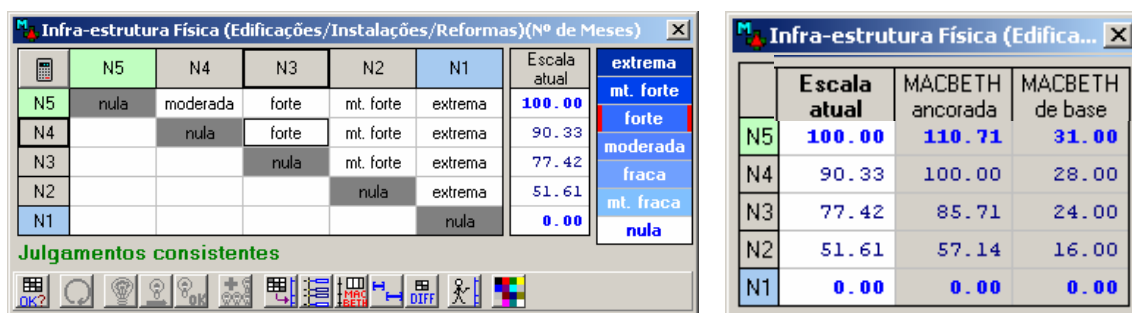 Infra-estrutura Física (Edificações/Instalações/Reformas)(Nº de Meses)
N5 N4 N3 N2 N1 Escala atual
N5 nula moderada forte mt. forte extrema 100.00
N4 nula forte mt. forte extrema 90.33
N3 nula mt. forte extrema 77.42
N2 nula extrema 51.61
N1 nula 0.00
extrema
mt. forte
forte
moderada
fraca
mt. fraca
nula
Julgamentos consistentes
OK? OK MAC BETH DIFF
Infra-estrutura Física (Edifica...
Escala atual MACBETH ancorada MACBETH de base
N5 100.00 110.71 31.00
N4 90.33 100.00 28.00
N3 77.42 85.71 24.00
N2 51.61 57.14 16.00
N1 0.00 0.00 0.00